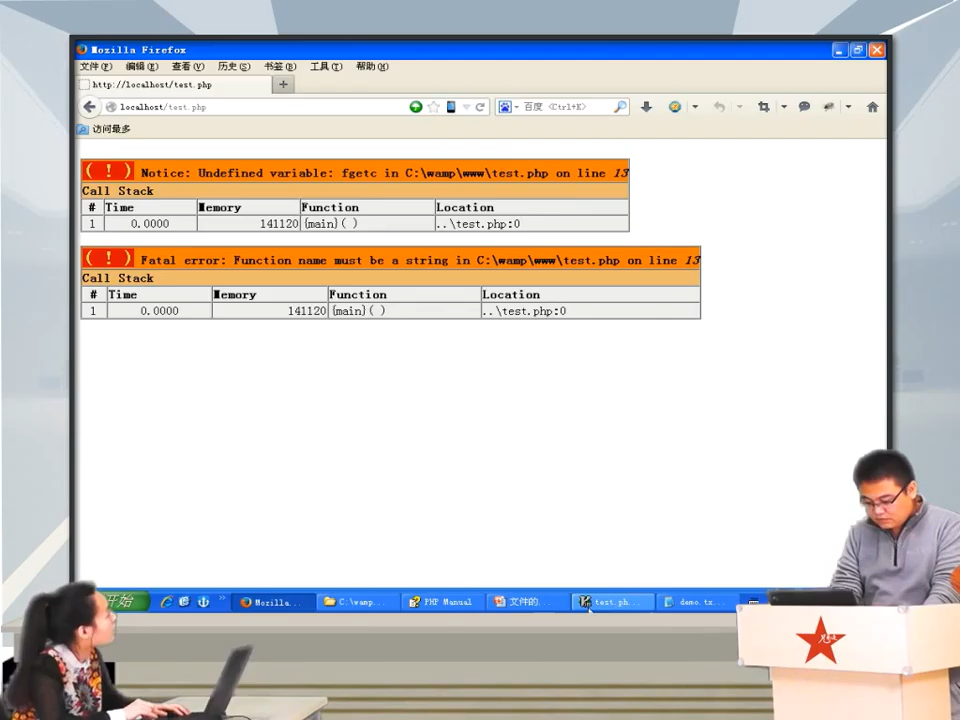 Mozilla Firefox
文件(F) 编辑(E) 查看(V) 历史(S) 书签(B) 工具(T) 帮助(H)
http://localhost/test.php
localhost/test.php 百度 <Ctrl+K>
访问最多
( ! ) Notice: Undefined variable: fgetc in C:\wamp\www\test.php on line 13
Call Stack
# Time Memory Function Location
1 0.0000 141120 {main}( ) ..\test.php:0
( ! ) Fatal error: Function name must be a string in C:\wamp\www\test.php on line 13
Call Stack
# Time Memory Function Location
1 0.0000 141120 {main}( ) ..\test.php:0
开始 Mozilla... C:\wamp... PHP Manual 文件的... test.ph... demo.tx...